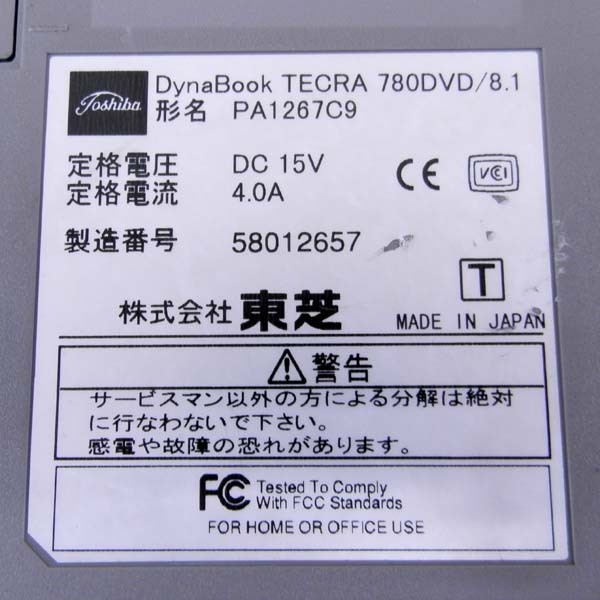 Toshiba
DynaBook TECRA 780DVD/8.1
形名 PA1267C9
定格電圧 DC 15V
定格電流 4.0A
CE VCCI
製造番号 58012657
T
株式会社 東芝 MADE IN JAPAN
警告
サービスマン以外の方による分解は絶対
に行なわないで下さい。
感電や故障の恐れがあります。
FC Tested To Comply
With FCC Standards
FOR HOME OR OFFICE USE